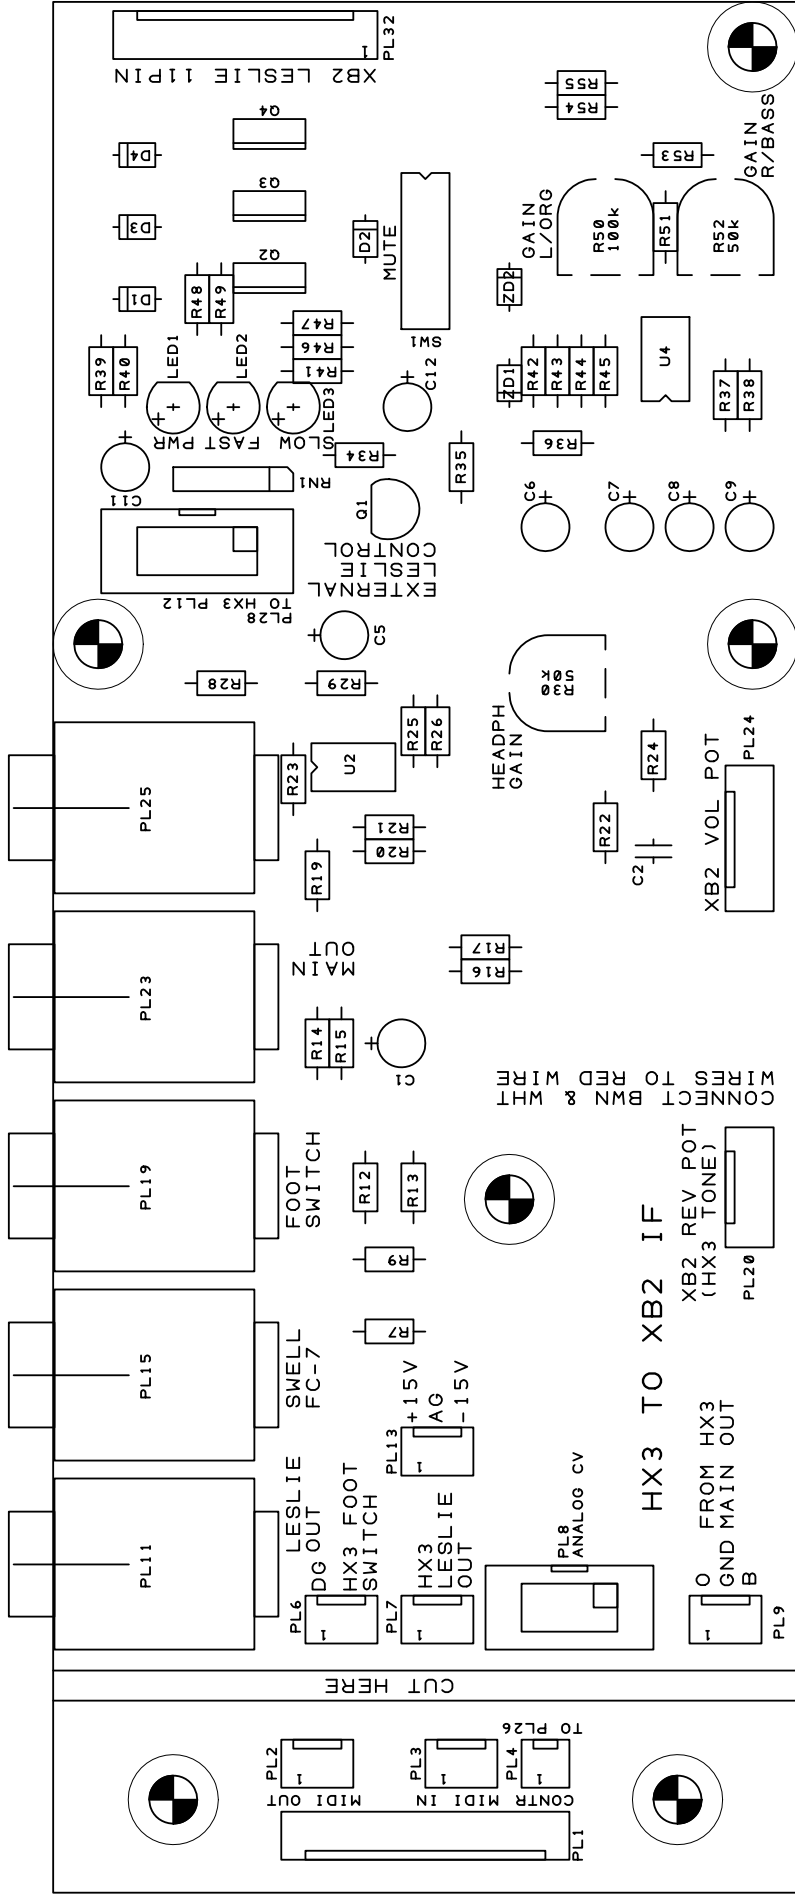 PL32
1
XB2 LESLIE 11PIN
Q4
D4
R55
R54
R53
GAIN
R/BASS
Q3
D3
D2
MUTE
GAIN
L/ORG
R50
100k
R51
R52
50k
Q2
D1
R48
R49
ZD2
SW1
R47
R46
R41
LED1
LED2
LED3
R39
R40
C12
ZD1
R42
R43
R44
R45
U4
R37
R38
PWR
FAST
SLOW
R34
R35
R36
C11
RN1
Q1
C6
C7
C8
C9
EXTERNAL
LESLIE
CONTROL
PL28
TO HX3 PL12
C5
R28
R29
R30
50k
HEADPH
GAIN
R25
R26
U2
R23
R24
PL24
XB2 VOL POT
PL25
R21
R20
R19
R22
C2
MAIN
OUT
PL23
R17
R16
R14
R15
C1
CONNECT BWN & WHT
WIRES TO RED WIRE
PL19
FOOT
SWITCH
R12
R13
R9
XB2 REV POT
(HX3 TONE)
PL20
HX3 TO XB2 IF
PL15
SWELL
FC-7
R7
+15V
AG
-15V
PL13
1
PL11
LESLIE
OUT
DG
HX3 FOOT
SWITCH
PL6
1
HX3
LESLIE
OUT
PL7
1
PL8
ANALOG CV
FROM HX3
MAIN OUT
O
GND
B
PL9
1
CUT HERE
PL2
1
MIDI OUT
PL3
1
MIDI IN
PL4
1
CONTR
TO PL26
PL1